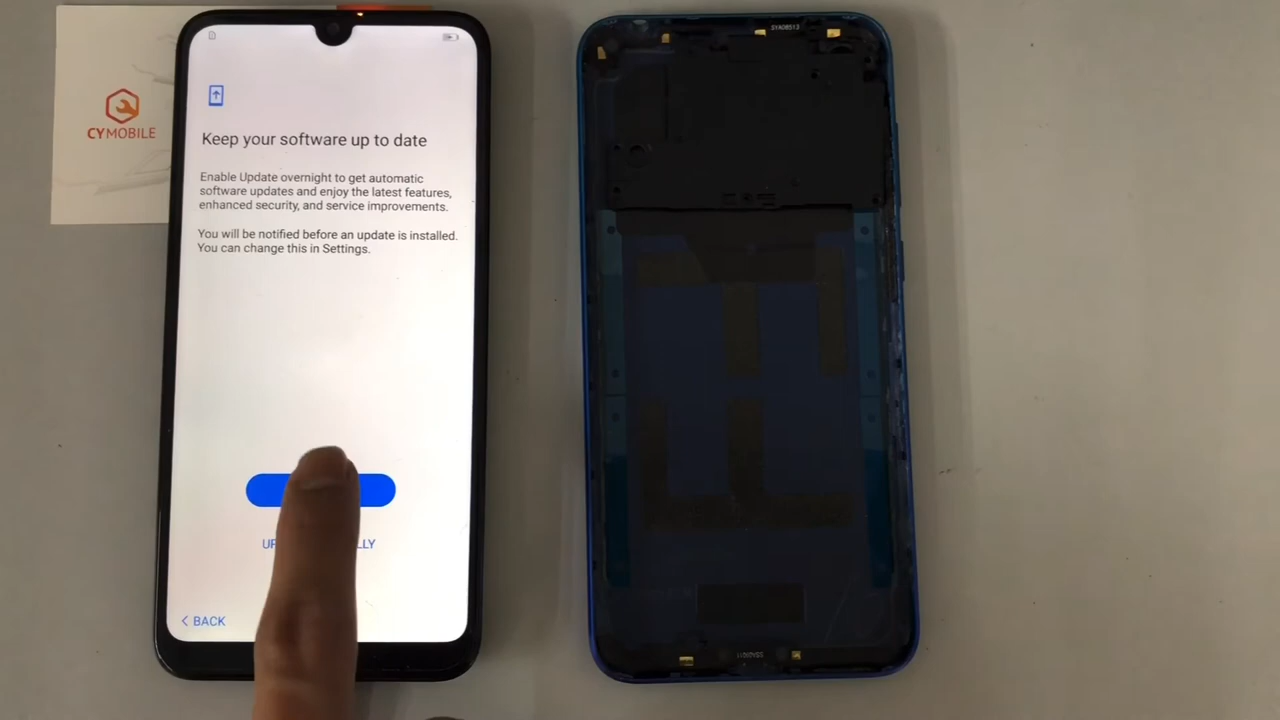 CYMOBILE
Keep your software up to date
Enable Update overnight to get automatic
software updates and enjoy the latest features,
enhanced security, and service improvements.
You will be notified before an update is installed.
You can change this in Settings.
BACK